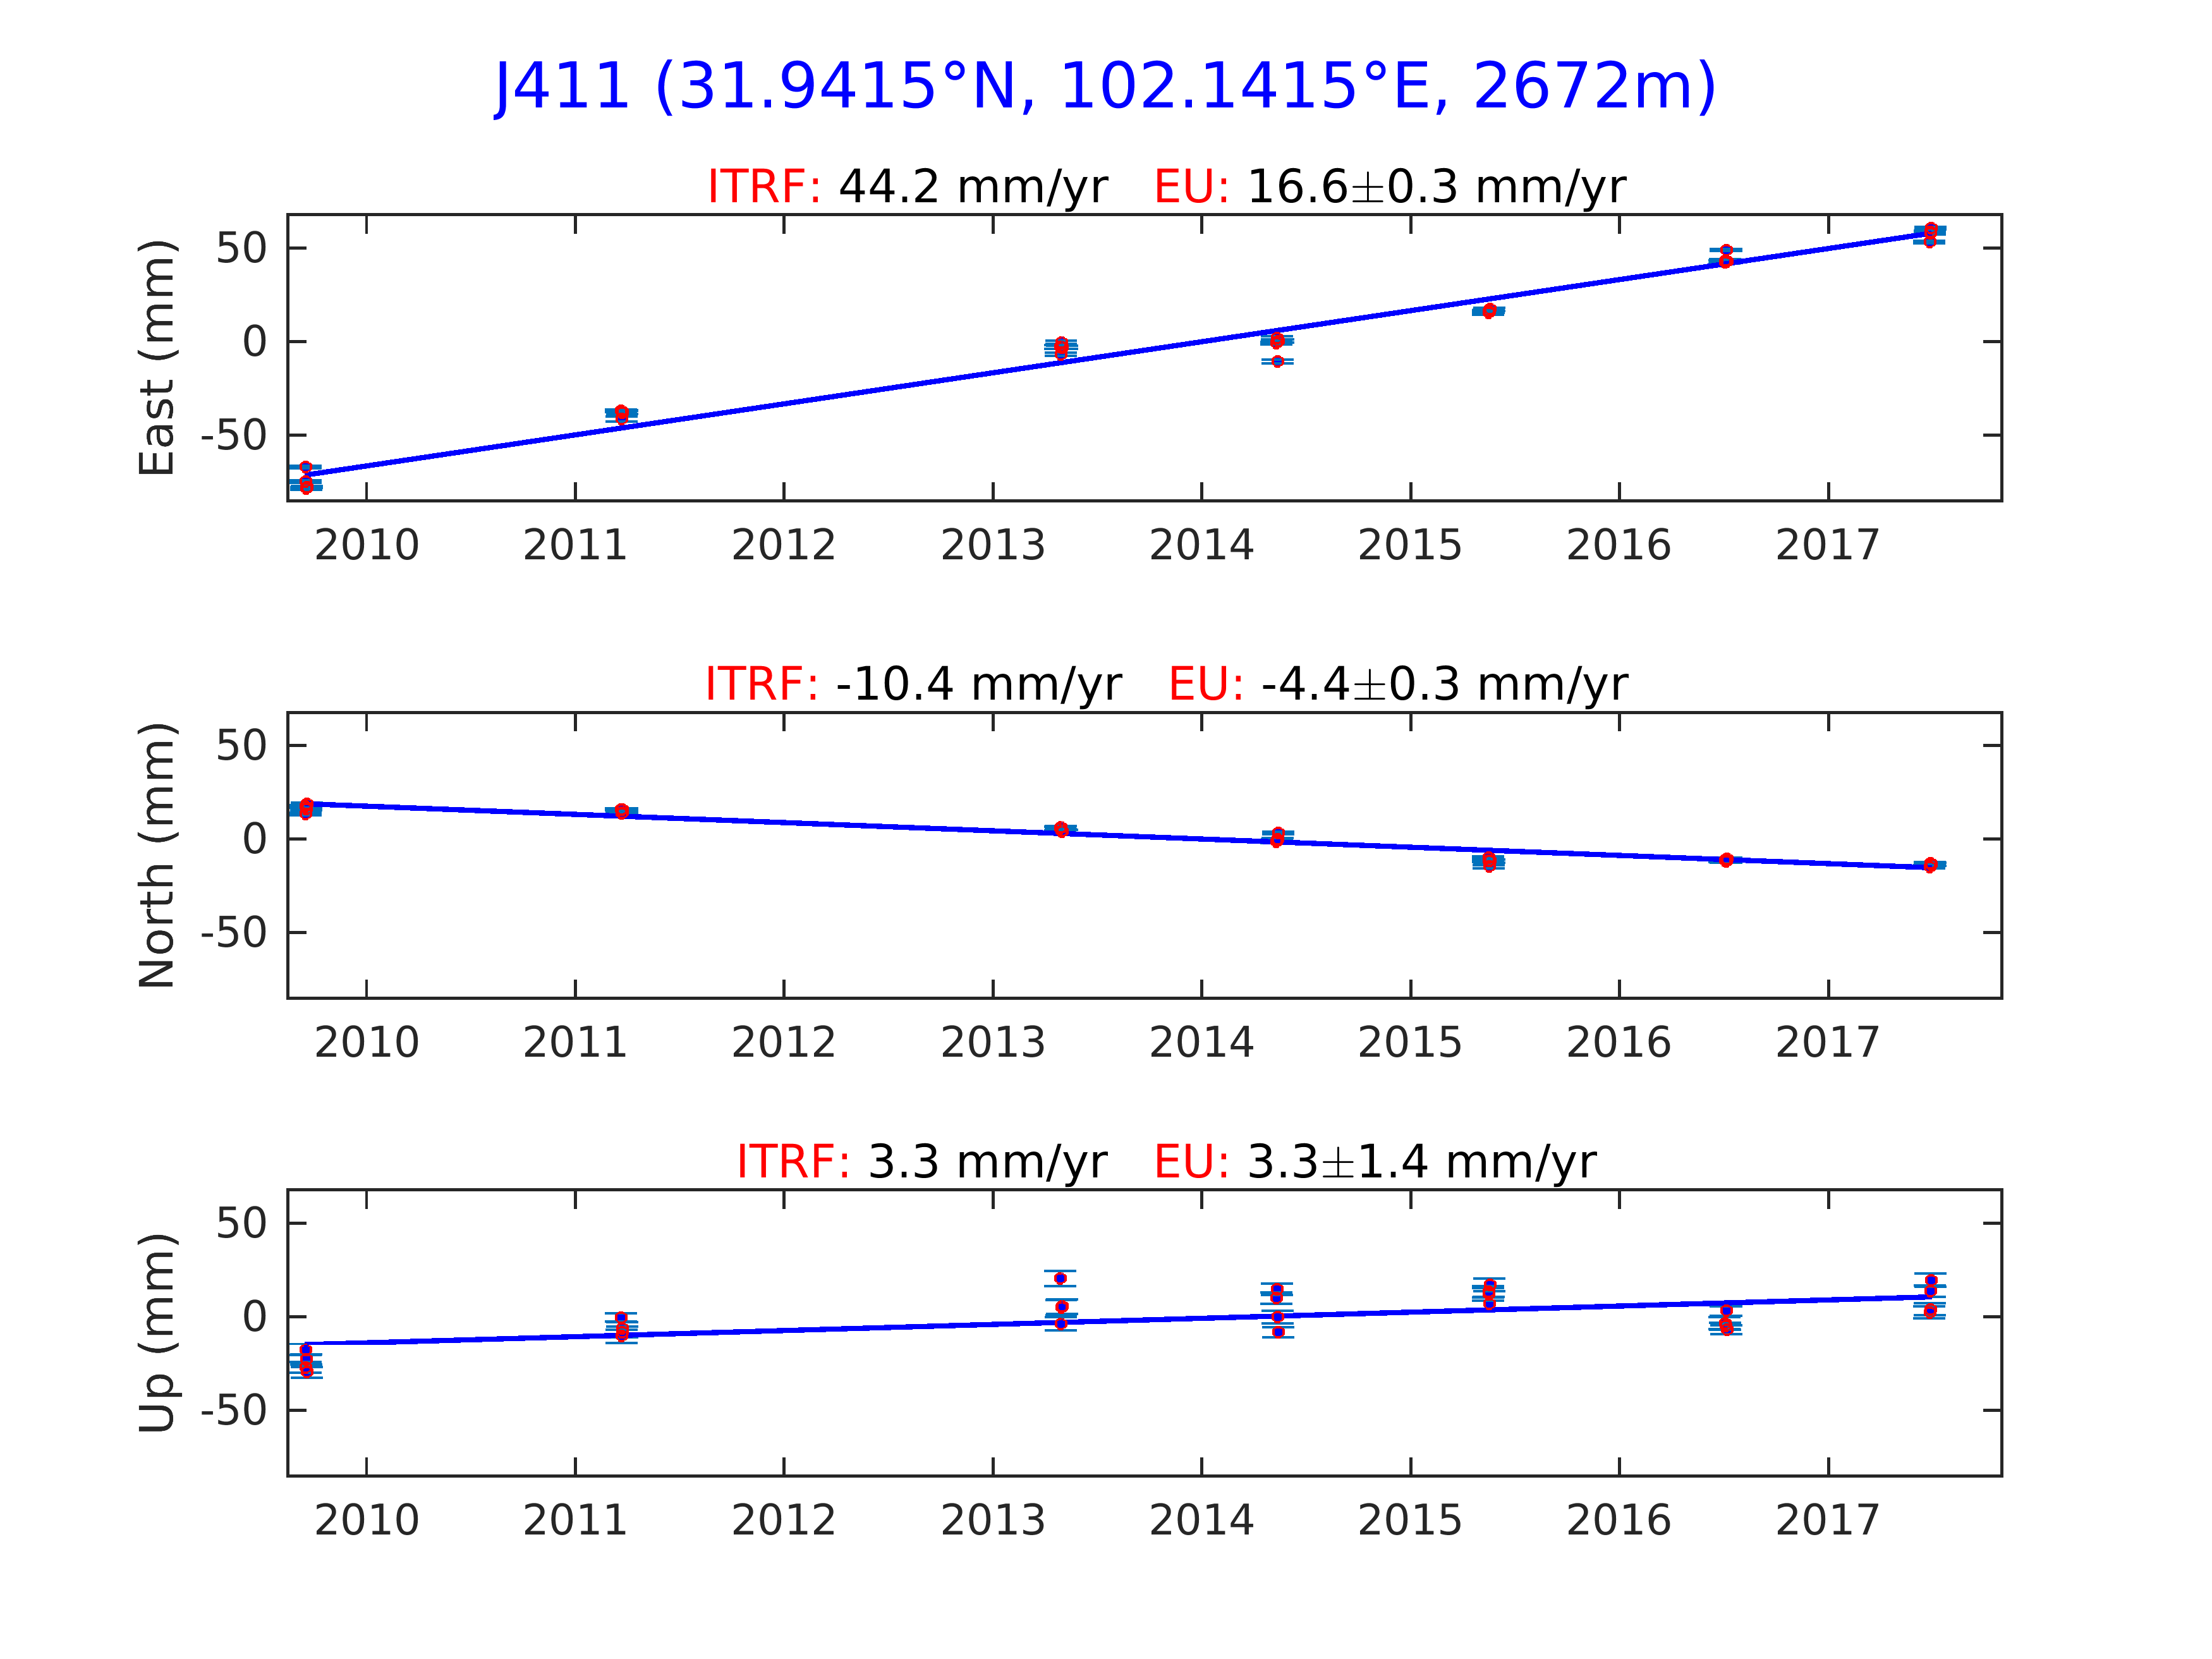 J411 (31.9415°N, 102.1415°E, 2672m)
ITRF: 44.2 mm/yr EU: 16.6±0.3 mm/yr
East (mm)
50
0
-50
2010 2011 2012 2013 2014 2015 2016 2017
ITRF: -10.4 mm/yr EU: -4.4±0.3 mm/yr
North (mm)
50
0
-50
2010 2011 2012 2013 2014 2015 2016 2017
ITRF: 3.3 mm/yr EU: 3.3±1.4 mm/yr
Up (mm)
50
0
-50
2010 2011 2012 2013 2014 2015 2016 2017